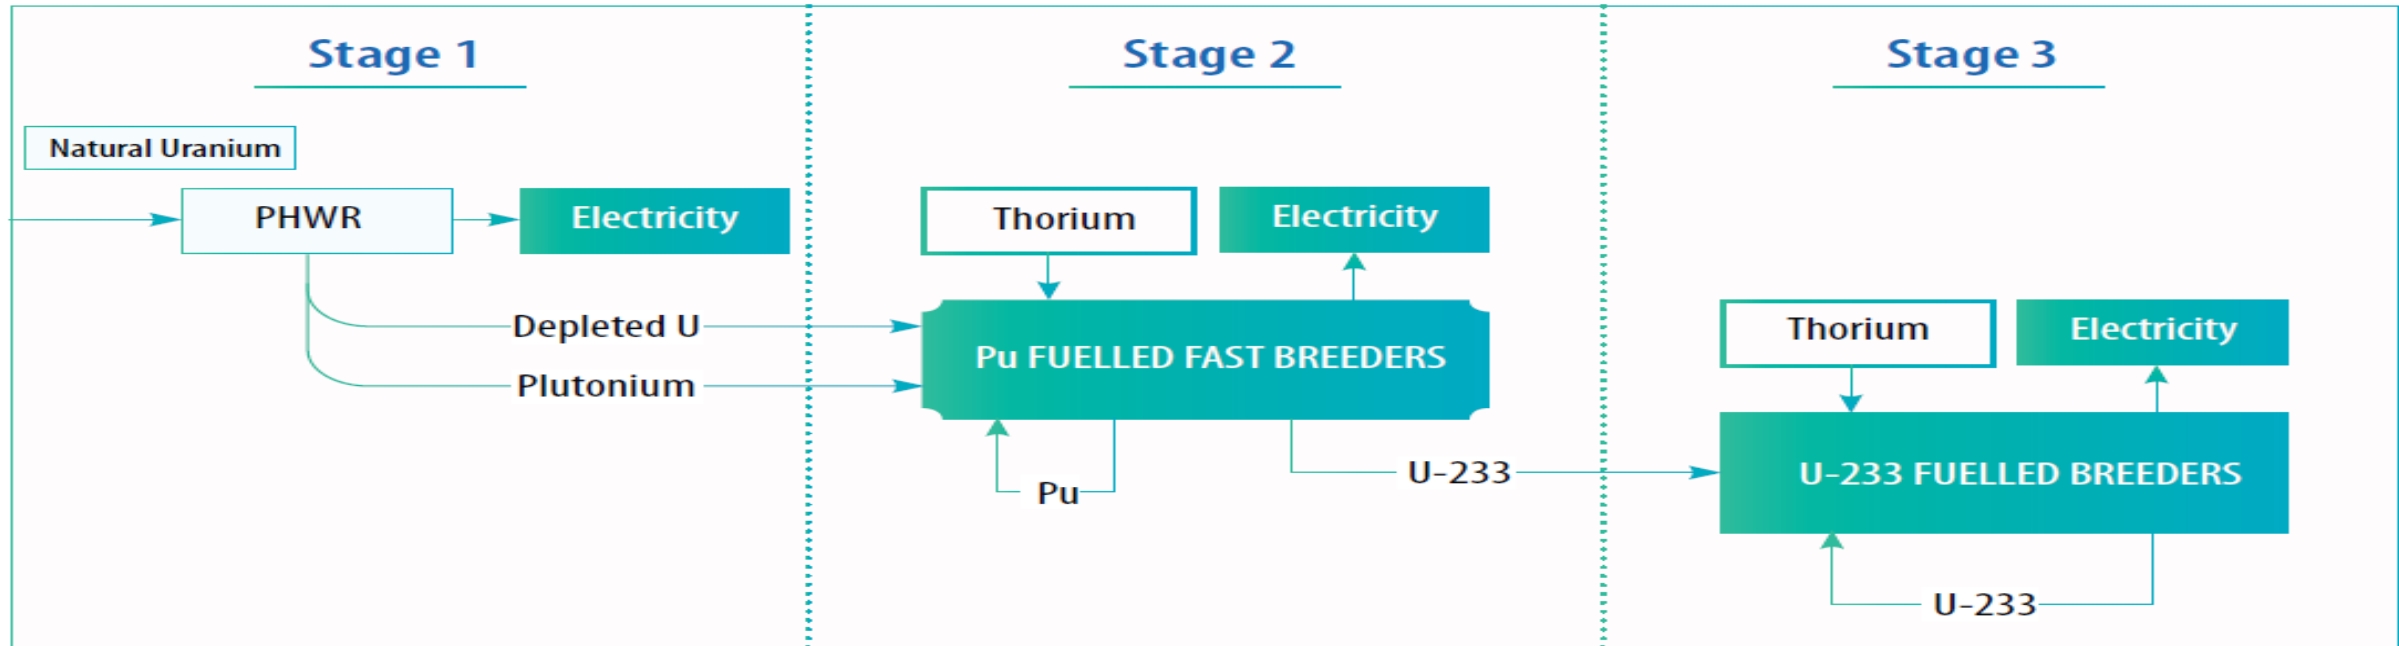 Stage 1
Natural Uranium
PHWR
Electricity
Depleted U
Plutonium
Stage 2
Thorium
Electricity
Pu FUELLED FAST BREEDERS
Pu
U-233
Stage 3
Thorium
Electricity
U-233 FUELLED BREEDERS
U-233